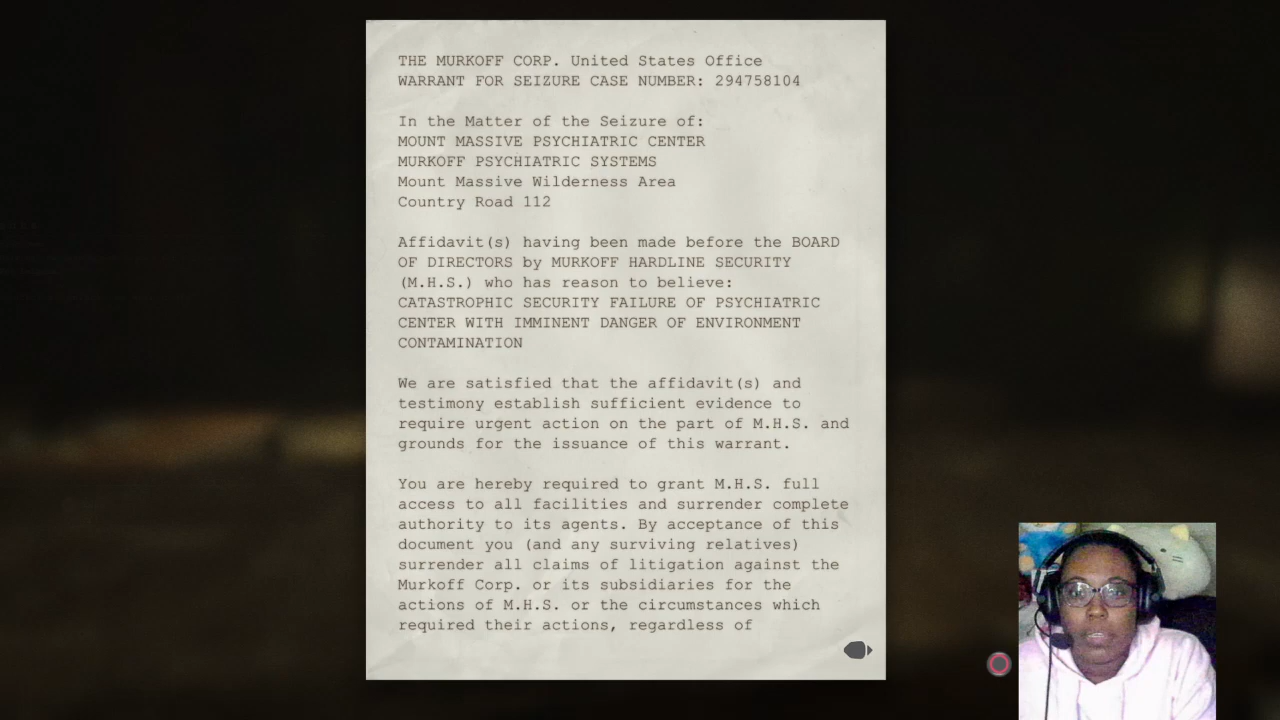 THE MURKOFF CORP. United States Office
WARRANT FOR SEIZURE CASE NUMBER: 294758104
In the Matter of the Seizure of:
MOUNT MASSIVE PSYCHIATRIC CENTER
MURKOFF PSYCHIATRIC SYSTEMS
Mount Massive Wilderness Area
Country Road 112
Affidavit(s) having been made before the BOARD
OF DIRECTORS by MURKOFF HARDLINE SECURITY
(M.H.S.) who has reason to believe:
CATASTROPHIC SECURITY FAILURE OF PSYCHIATRIC
CENTER WITH IMMINENT DANGER OF ENVIRONMENT
CONTAMINATION
We are satisfied that the affidavit(s) and
testimony establish sufficient evidence to
require urgent action on the part of M.H.S. and
grounds for the issuance of this warrant.
You are hereby required to grant M.H.S. full
access to all facilities and surrender complete
authority to its agents. By acceptance of this
document you (and any surviving relatives)
surrender all claims of litigation against the
Murkoff Corp. or its subsidiaries for the
actions of M.H.S. or the circumstances which
required their actions, regardless of